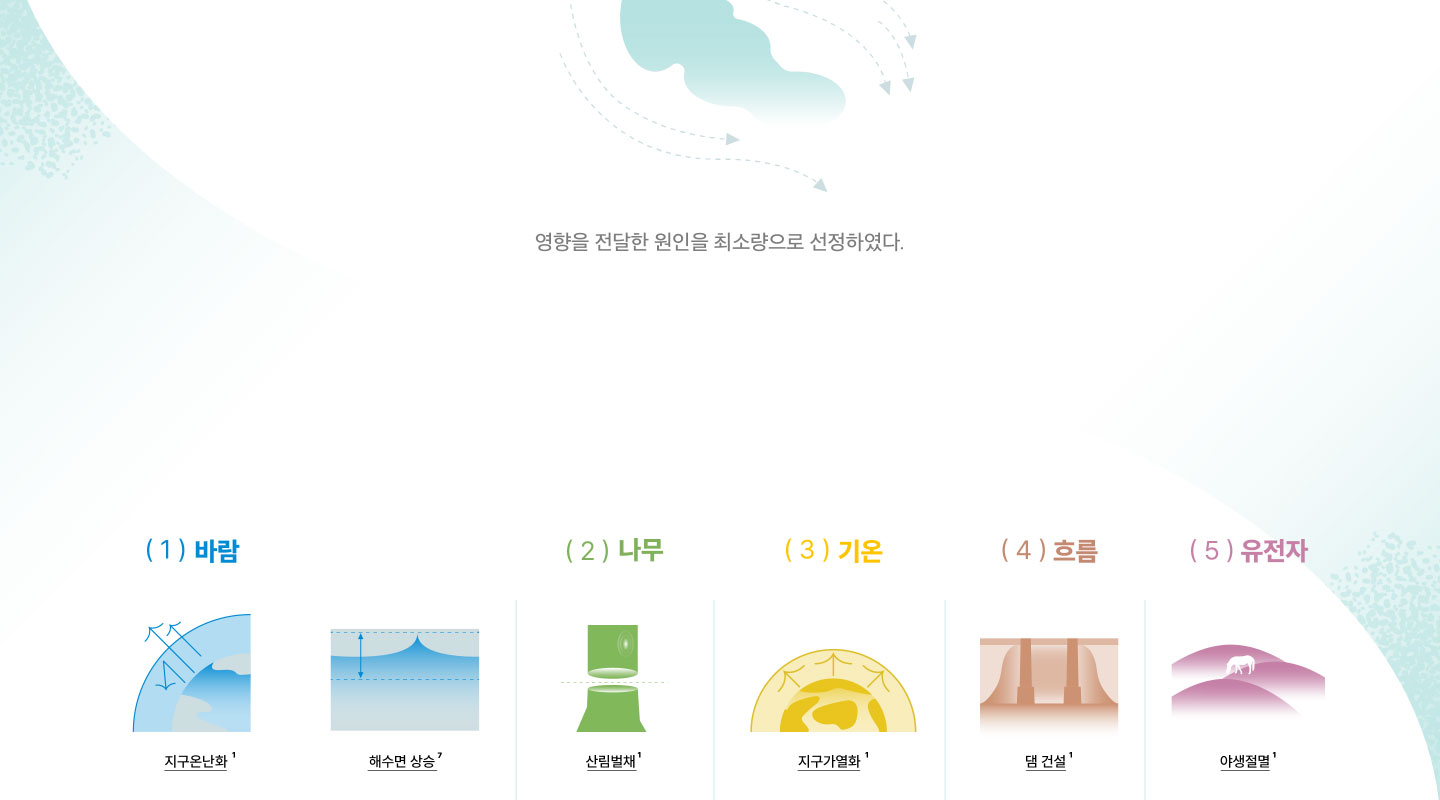 영향을 전달한 원인을 최소량으로 선정하였다.
( 1 ) 바람
( 2 ) 나무
( 3 ) 기온
( 4 ) 흐름
( 5 ) 유전자
지구온난화 ¹
해수면 상승 ⁷
산림벌채 ¹
지구가열화 ¹
댐 건설 ¹
야생절멸 ¹